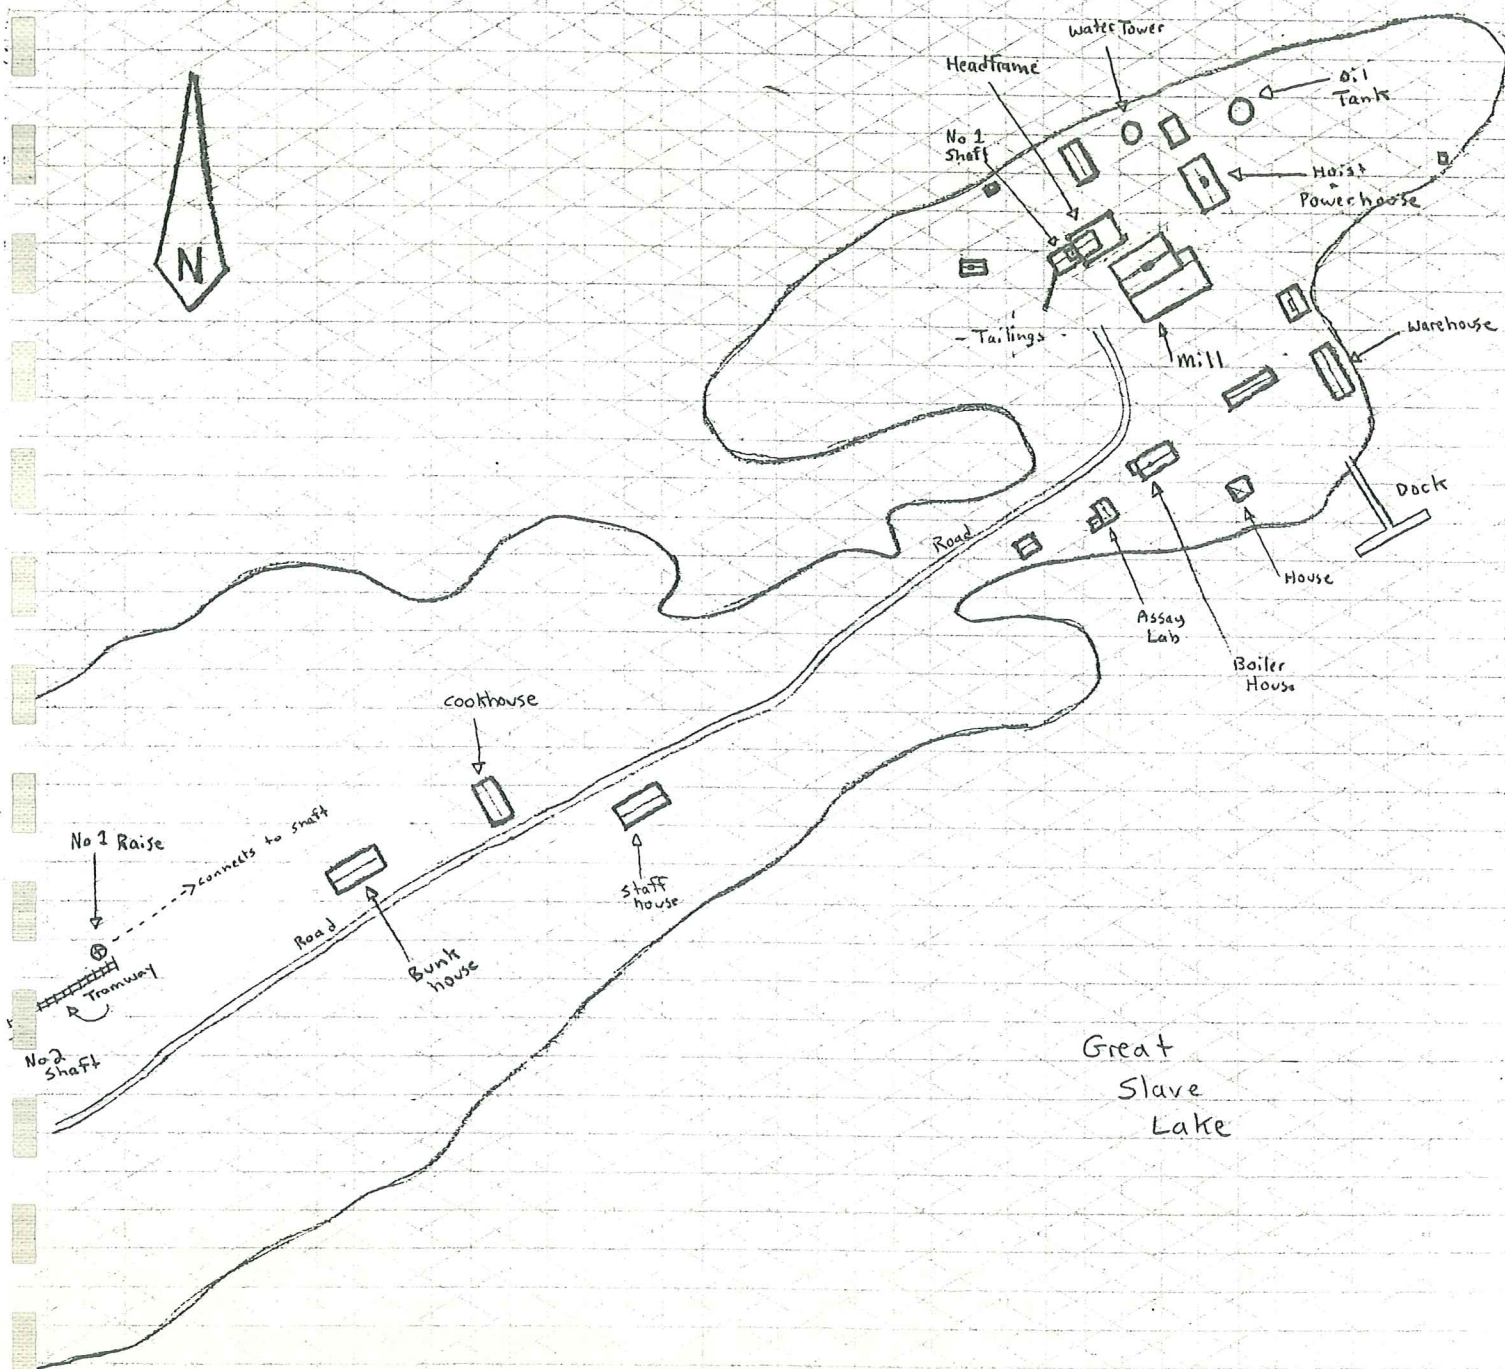 Water Tower
Headframe
Oil
Tank
No 1
Shaft
Hoist
Powerhouse
N
- Tailings -
Mill
Warehouse
Dock
Road
House
Assay
Lab
Boiler
House
Cookhouse
No 1 Raise
-> connects to shaft
Staff
house
Road
Bunk
house
Tramway
No.2
Shaft
Great
Slave
Lake